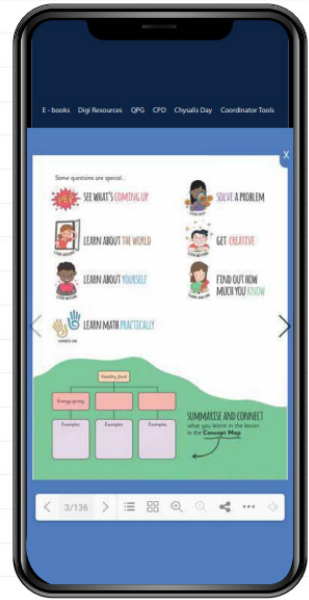 E - books Digi Resources QPG CPD Chysalis Day Coordinator Tools
X
Some questions are special...
SEE WHAT'S COMING UP
SOLVE A PROBLEM
LEARN ABOUT THE WORLD
GET CREATIVE
LEARN ABOUT YOURSELF
FIND OUT HOW
MUCH YOU KNOW
LEARN MATH PRACTICALLY
HANDS ON
Healthy food
Energy-giving
Examples Examples Examples
SUMMARISE AND CONNECT
what you learnt in the lesson
in the Concept Map
3/136